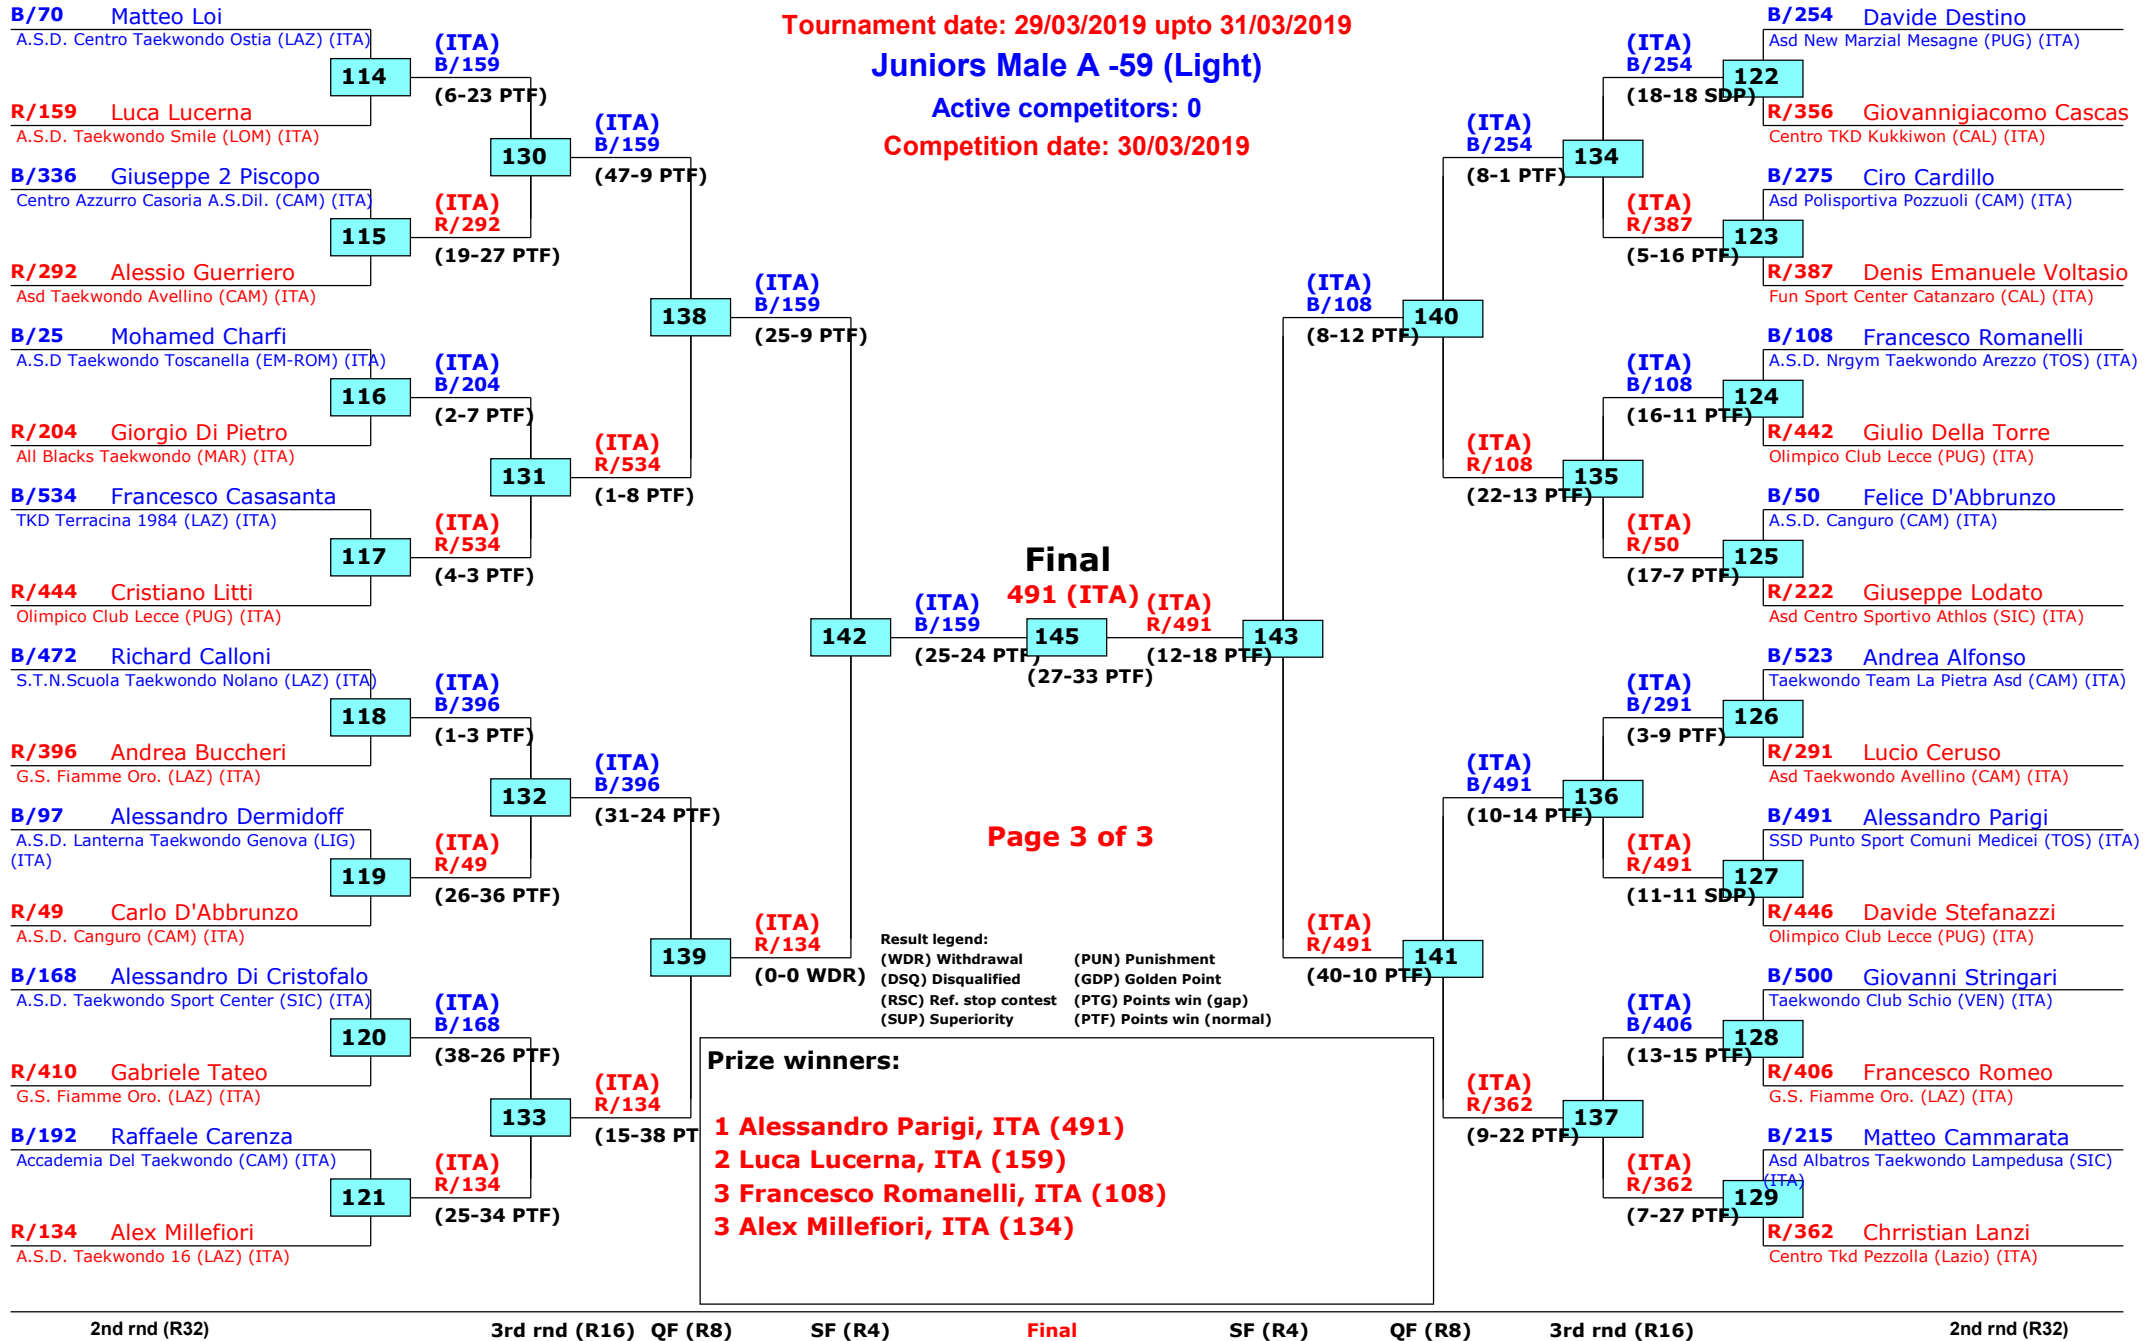 Tournament date: 29/03/2019 upto 31/03/2019
Juniors Male A -59 (Light)
Active competitors: 0
Competition date: 30/03/2019
B/70 Matteo Loi
A.S.D. Centro Taekwondo Ostia (LAZ) (ITA)
114
(ITA)
B/159
(6-23 PTF)
R/159 Luca Lucerna
A.S.D. Taekwondo Smile (LOM) (ITA)
130
(ITA)
B/159
(47-9 PTF)
B/336 Giuseppe 2 Piscopo
Centro Azzurro Casoria A.S.Dil. (CAM) (ITA)
115
(ITA)
R/292
(19-27 PTF)
R/292 Alessio Guerriero
Asd Taekwondo Avellino (CAM) (ITA)
138
(ITA)
B/159
(25-9 PTF)
B/25 Mohamed Charfi
A.S.D Taekwondo Toscanella (EM-ROM) (ITA)
116
(ITA)
B/204
(2-7 PTF)
R/204 Giorgio Di Pietro
All Blacks Taekwondo (MAR) (ITA)
131
(ITA)
R/534
(1-8 PTF)
B/534 Francesco Casasanta
TKD Terracina 1984 (LAZ) (ITA)
117
(ITA)
R/534
(4-3 PTF)
R/444 Cristiano Litti
Olimpico Club Lecce (PUG) (ITA)
142
(ITA)
B/159
(25-24 PTF)
B/472 Richard Calloni
S.T.N.Scuola Taekwondo Nolano (LAZ) (ITA)
118
(ITA)
B/396
(1-3 PTF)
R/396 Andrea Buccheri
G.S. Fiamme Oro. (LAZ) (ITA)
132
(ITA)
B/396
(31-24 PTF)
B/97 Alessandro Dermidoff
A.S.D. Lanterna Taekwondo Genova (LIG)
(ITA)
119
(ITA)
R/49
(26-36 PTF)
R/49 Carlo D'Abbrunzo
A.S.D. Canguro (CAM) (ITA)
139
(ITA)
R/134
(0-0 WDR)
B/168 Alessandro Di Cristofalo
A.S.D. Taekwondo Sport Center (SIC) (ITA)
120
(ITA)
B/168
(38-26 PTF)
R/410 Gabriele Tateo
G.S. Fiamme Oro. (LAZ) (ITA)
133
(ITA)
R/134
(15-38 PT
B/192 Raffaele Carenza
Accademia Del Taekwondo (CAM) (ITA)
121
(ITA)
R/134
(25-34 PTF)
R/134 Alex Millefiori
A.S.D. Taekwondo 16 (LAZ) (ITA)
Final
491 (ITA)
145
(27-33 PTF)
Page 3 of 3
Result legend:
(WDR) Withdrawal (PUN) Punishment
(DSQ) Disqualified (GDP) Golden Point
(RSC) Ref. stop contest (PTG) Points win (gap)
(SUP) Superiority (PTF) Points win (normal)
Prize winners:
1 Alessandro Parigi, ITA (491)
2 Luca Lucerna, ITA (159)
3 Francesco Romanelli, ITA (108)
3 Alex Millefiori, ITA (134)
B/254 Davide Destino
Asd New Marzial Mesagne (PUG) (ITA)
(ITA)
B/254
(18-18 SDP)
122
R/356 Giovannigiacomo Cascas
Centro TKD Kukkiwon (CAL) (ITA)
(ITA)
B/254
(8-1 PTF)
134
B/275 Ciro Cardillo
Asd Polisportiva Pozzuoli (CAM) (ITA)
(ITA)
R/387
(5-16 PTF)
123
R/387 Denis Emanuele Voltasio
Fun Sport Center Catanzaro (CAL) (ITA)
(ITA)
B/108
(8-12 PTF)
140
B/108 Francesco Romanelli
A.S.D. Nrgym Taekwondo Arezzo (TOS) (ITA)
(ITA)
B/108
(16-11 PTF)
124
R/442 Giulio Della Torre
Olimpico Club Lecce (PUG) (ITA)
(ITA)
R/108
(22-13 PTF)
135
B/50 Felice D'Abbrunzo
A.S.D. Canguro (CAM) (ITA)
(ITA)
R/50
(17-7 PTF)
125
R/222 Giuseppe Lodato
Asd Centro Sportivo Athlos (SIC) (ITA)
(ITA)
R/491
(12-18 PTF)
143
B/523 Andrea Alfonso
Taekwondo Team La Pietra Asd (CAM) (ITA)
(ITA)
B/291
(3-9 PTF)
126
R/291 Lucio Ceruso
Asd Taekwondo Avellino (CAM) (ITA)
(ITA)
B/491
(10-14 PTF)
136
B/491 Alessandro Parigi
SSD Punto Sport Comuni Medicei (TOS) (ITA)
(ITA)
R/491
(11-11 SDP)
127
R/446 Davide Stefanazzi
Olimpico Club Lecce (PUG) (ITA)
(ITA)
R/491
(40-10 PTF)
141
B/500 Giovanni Stringari
Taekwondo Club Schio (VEN) (ITA)
(ITA)
B/406
(13-15 PTF)
128
R/406 Francesco Romeo
G.S. Fiamme Oro. (LAZ) (ITA)
(ITA)
R/362
(9-22 PTF)
137
B/215 Matteo Cammarata
Asd Albatros Taekwondo Lampedusa (SIC)
(ITA)
(ITA)
R/362
(7-27 PTF)
129
R/362 Chrristian Lanzi
Centro Tkd Pezzolla (Lazio) (ITA)
2nd rnd (R32) 3rd rnd (R16) QF (R8) SF (R4) Final SF (R4) QF (R8) 3rd rnd (R16) 2nd rnd (R32)